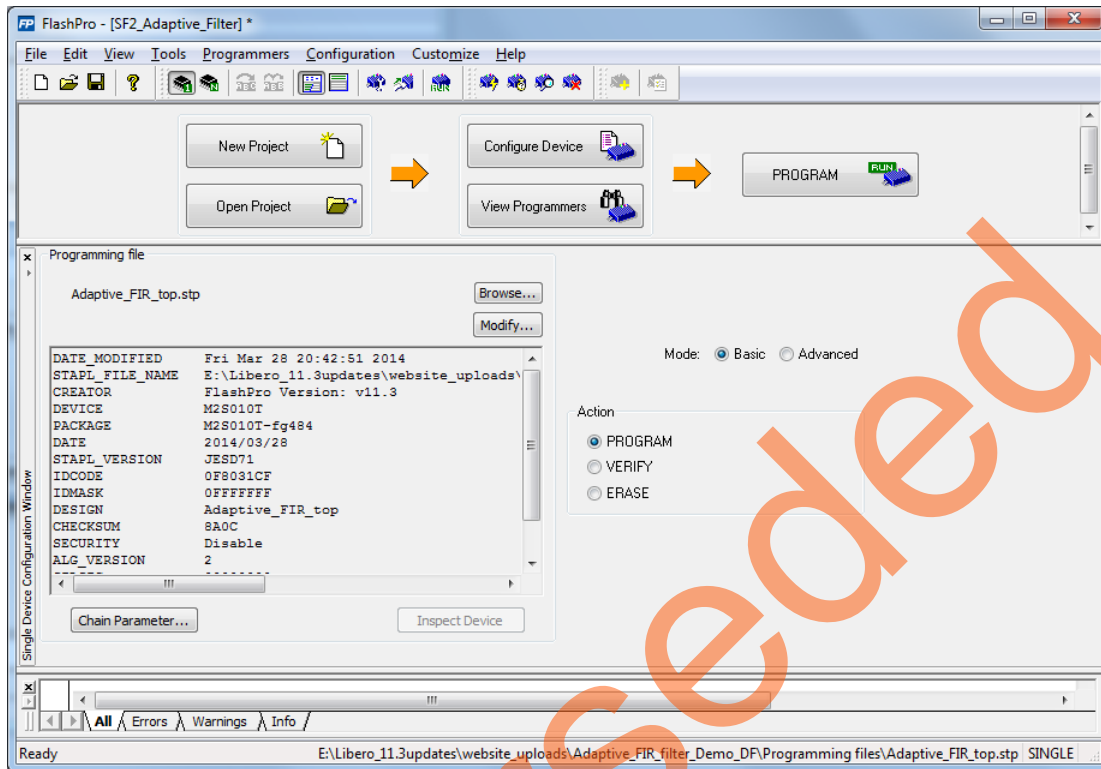 FlashPro - [SF2_Adaptive_Filter] *
File Edit View Tools Programmers Configuration Customize Help
New Project
Open Project
Configure Device
View Programmers
PROGRAM
RUN
Programming file
Adaptive_FIR_top.stp
Browse...
Modify...
DATE_MODIFIED Fri Mar 28 20:42:51 2014
STAPL_FILE_NAME E:\Libero_11.3updates\website_uploads\
CREATOR FlashPro Version: v11.3
DEVICE M2S010T
PACKAGE M2S010T-fg484
DATE 2014/03/28
STAPL_VERSION JESD71
IDCODE 0F8031CF
IDMASK 0FFFFFFF
DESIGN Adaptive_FIR_top
CHECKSUM 8A0C
SECURITY Disable
ALG_VERSION 2
Chain Parameter...
Inspect Device
Mode: Basic Advanced
Action
PROGRAM
VERIFY
ERASE
Single Device Configuration Window
All Errors Warnings Info
Ready E:\Libero_11.3updates\website_uploads\Adaptive_FIR_filter_Demo_DF\Programming files\Adaptive_FIR_top.stp SINGLE
seded